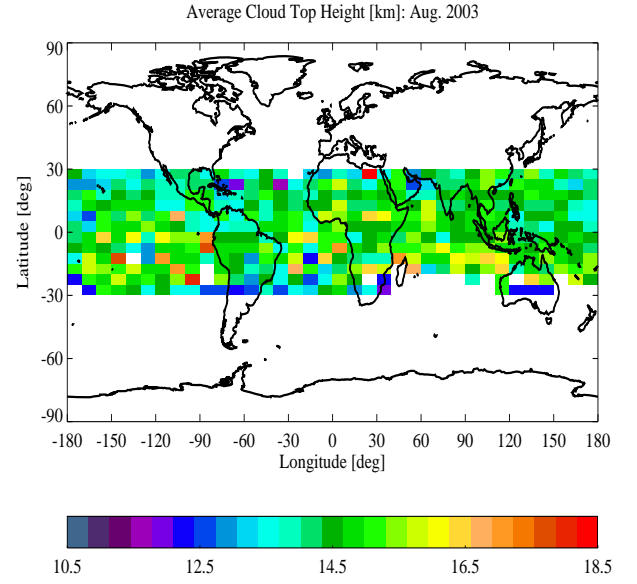 Average Cloud Top Height [km]: Aug. 2003
90
60
30
0
-30
-60
-90
Latitude [deg]
-180 -150 -120 -90 -60 -30 0 30 60 90 120 150 180
Longitude [deg]
10.5 12.5 14.5 16.5 18.5